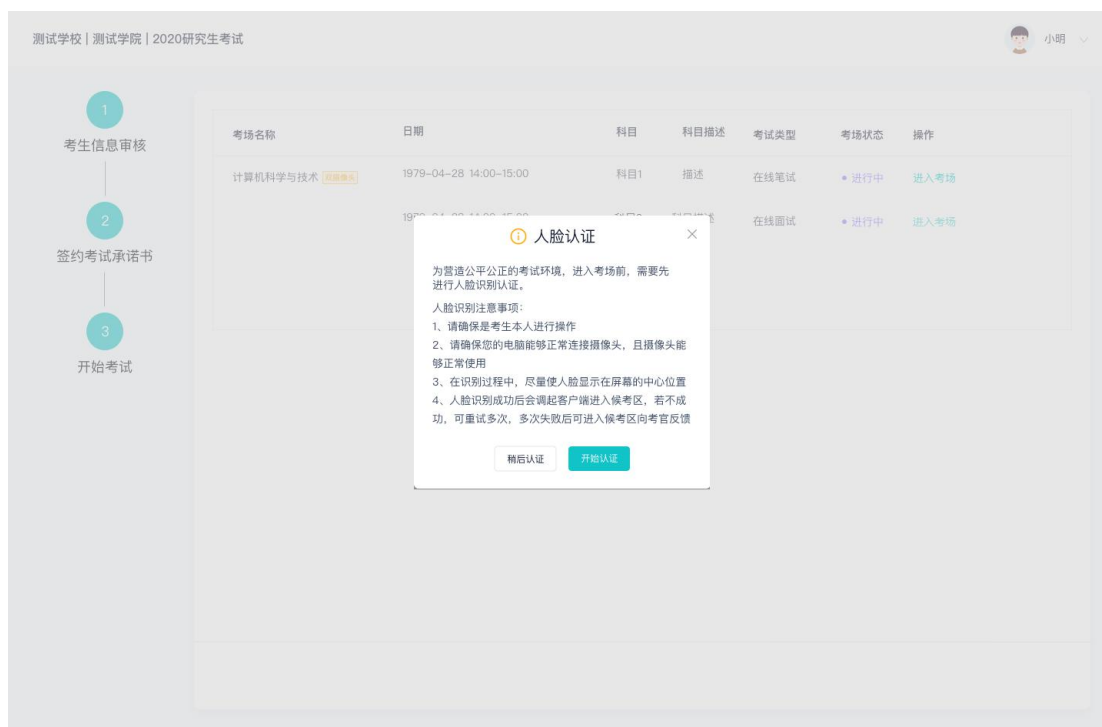 测试学校 | 测试学院 | 2020研究生考试
小明
1
考生信息审核
2
签约考试承诺书
3
开始考试
考场名称 日期 科目 科目描述 考试类型 考场状态 操作
计算机科学与技术 1979-04-28 14:00-15:00 科目1 描述 在线笔试 进行中 进入考场
在线面试 进行中 进入考场
人脸认证
为营造公平公正的考试环境，进入考场前，需要先
进行人脸识别认证。
人脸识别注意事项：
1、请确保是考生本人进行操作
2、请确保您的电脑能够正常连接摄像头，且摄像头能
够正常使用
3、在识别过程中，尽量使人脸显示在屏幕的中心位置
4、人脸识别成功后会调起客户端进入候考区，若不成
功，可重试多次，多次失败后可进入候考区向考官反馈
稍后认证 开始认证